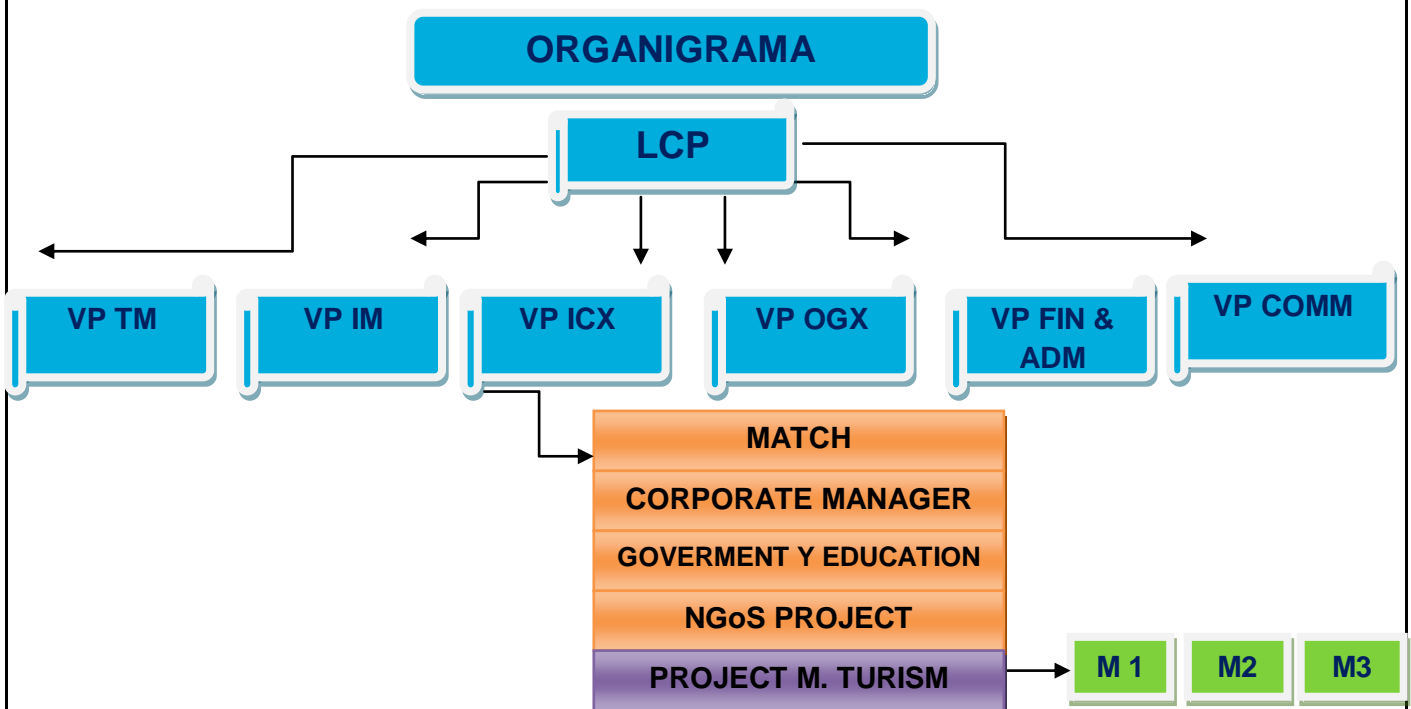 ORGANIGRAMA
LCP
VP TM
VP IM
VP ICX
VP OGX
VP FIN &
ADM
VP COMM
MATCH
CORPORATE MANAGER
GOVERMENT Y EDUCATION
NGoS PROJECT
PROJECT M. TURISM
M 1
M2
M3